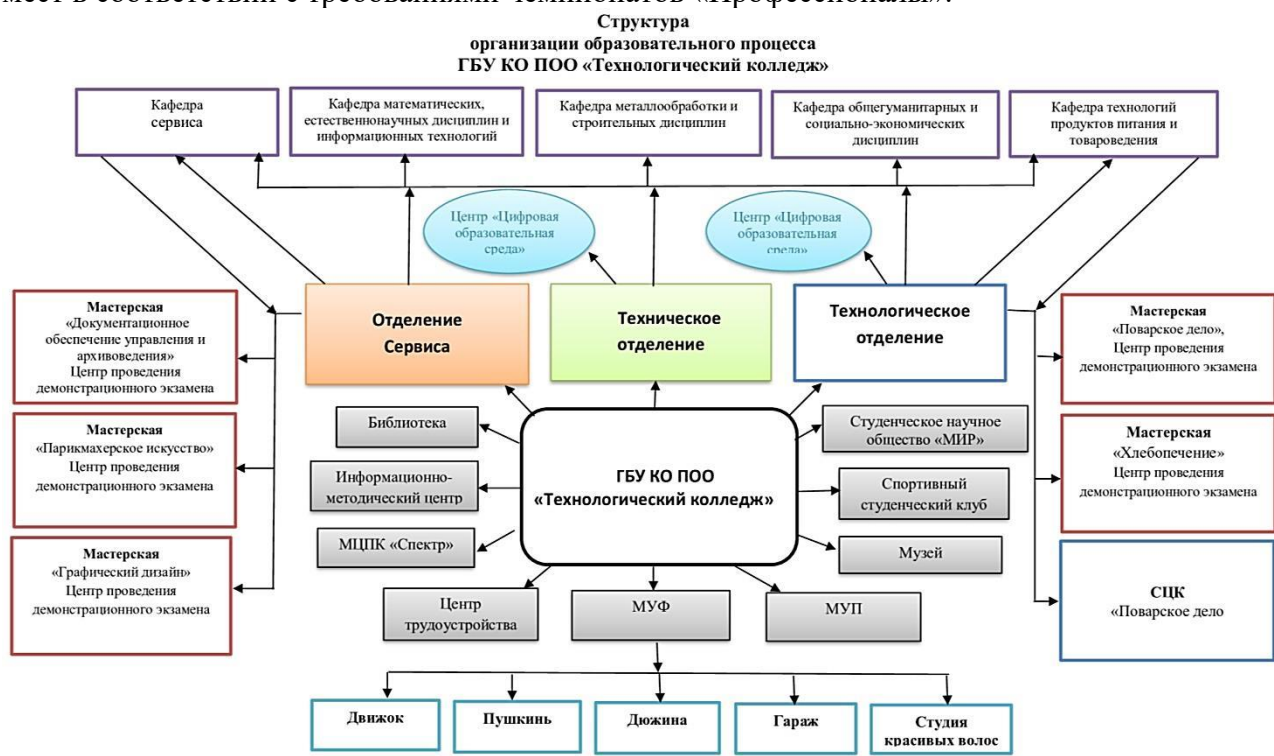 мест в соответствии с требованиями чемпионатов «Профессионалы».
Структура
организации образовательного процесса
ГБУ КО ПОО «Технологический колледж»
Кафедра
сервиса
Кафедра математических,
естественнонаучных дисциплин и
информационных технологий
Кафедра металлообработки и
строительных дисциплин
Кафедра общегуманитарных и
социально-экономических
дисциплин
Кафедра технологий
продуктов питания и
товароведения
Центр «Цифровая
образовательная
среда»
Центр «Цифровая
образовательная
среда»
Отделение
Сервиса
Техническое
отделение
Технологическое
отделение
Мастерская
«Документационное
обеспечение управления и
архивоведения»
Центр проведения
демонстрационного экзамена
Мастерская
«Парикмахерское искусство»
Центр проведения
демонстрационного экзамена
Мастерская
«Графический дизайн»
Центр проведения
демонстрационного экзамена
Библиотека
Информационно-
методический центр
МЦПК «Спектр»
ГБУ КО ПОО
«Технологический колледж»
Студенческое научное
общество «МИР»
Спортивный
студенческий клуб
Музей
Мастерская
«Поварское дело»,
Центр проведения
демонстрационного экзамена
Мастерская
«Хлебопечение»
Центр проведения
демонстрационного экзамена
СЦК
«Поварское дело
Центр
трудоустройства
МУФ
МУП
Движок
Пушкинь
Дюжина
Гараж
Студия
красивых волос